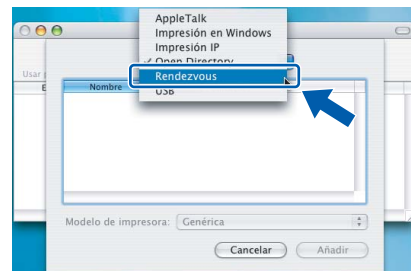 AppleTalk
Impresión en Windows
Impresión IP
✓ Open Directory
Rendezvous
USB
Usar
E
Nombre
Modelo de impresora: Genérica
Cancelar Añadir